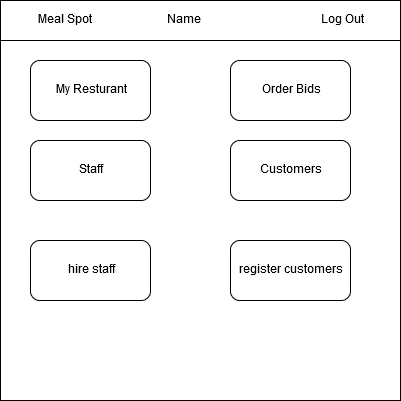 Meal Spot Name Log Out
My Resturant Order Bids
Staff Customers
hire staff register customers